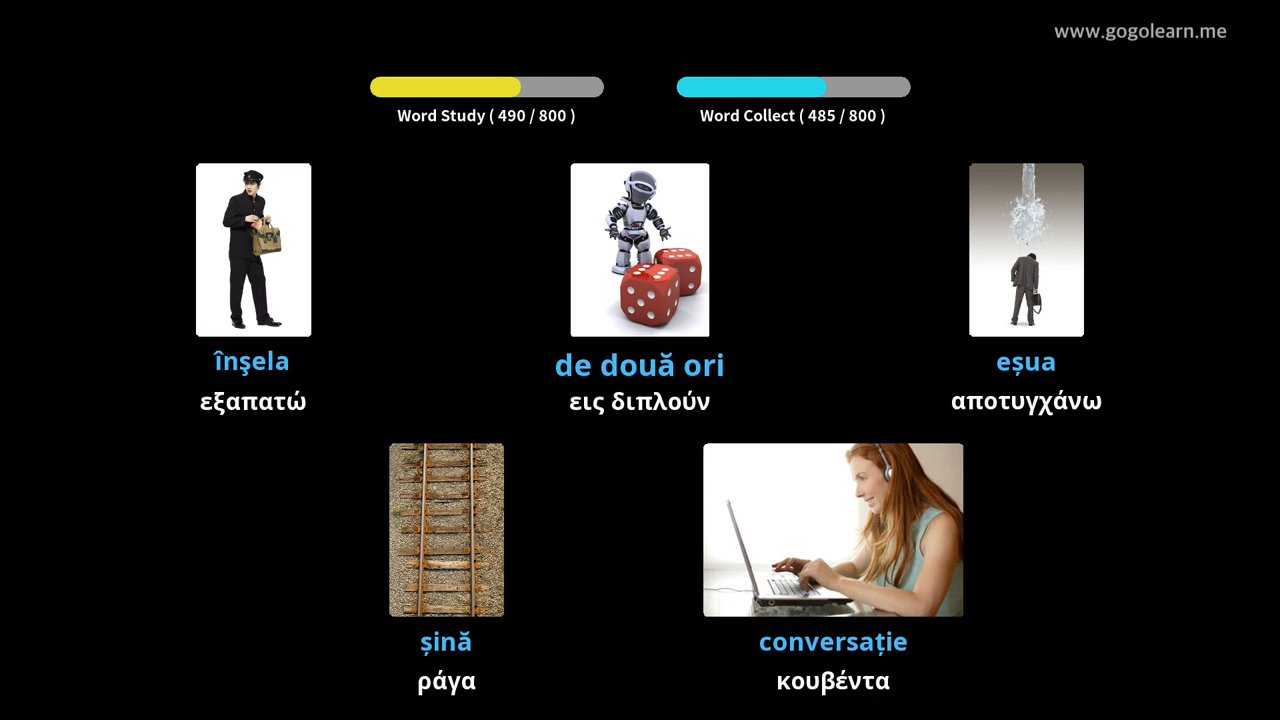 www.gogolearn.me
Word Study ( 490 / 800 )
Word Collect ( 485 / 800 )
înşela
de două ori
eșua
εξαπατώ
εις διπλούν
αποτυγχάνω
șină
conversație
ράγα
κουβέντα